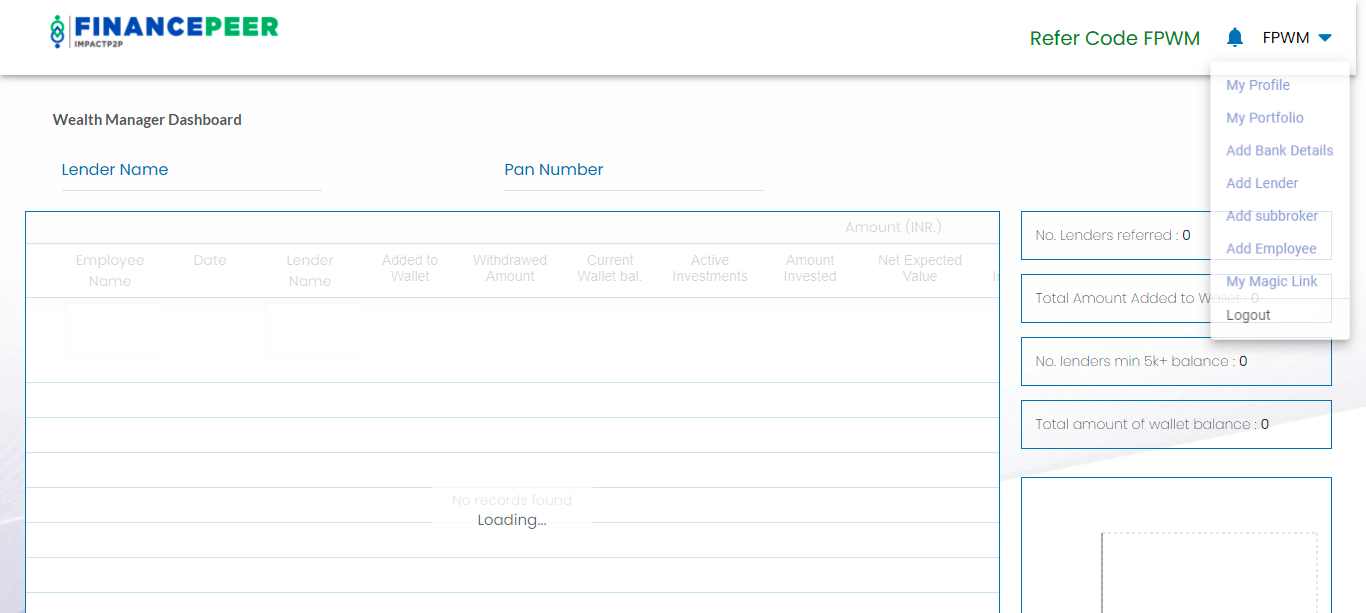 FINANCEPEER
IMPACTP2P
Refer Code FPWM
FPWM
My Profile
My Portfolio
Add Bank Details
Add Lender
Add subbroker
Add Employee
My Magic Link
Logout
Wealth Manager Dashboard
Lender Name
Pan Number
Amount (INR.)
Employee
Name
Date
Lender
Name
Added to
Wallet
Withdrawed
Amount
Current
Wallet bal.
Active
Investments
Amount
Invested
Net Expected
Value
No records found
Loading...
No. Lenders referred : 0
Total Amount Added to Wallet : 0
No. lenders min 5k+ balance : 0
Total amount of wallet balance : 0